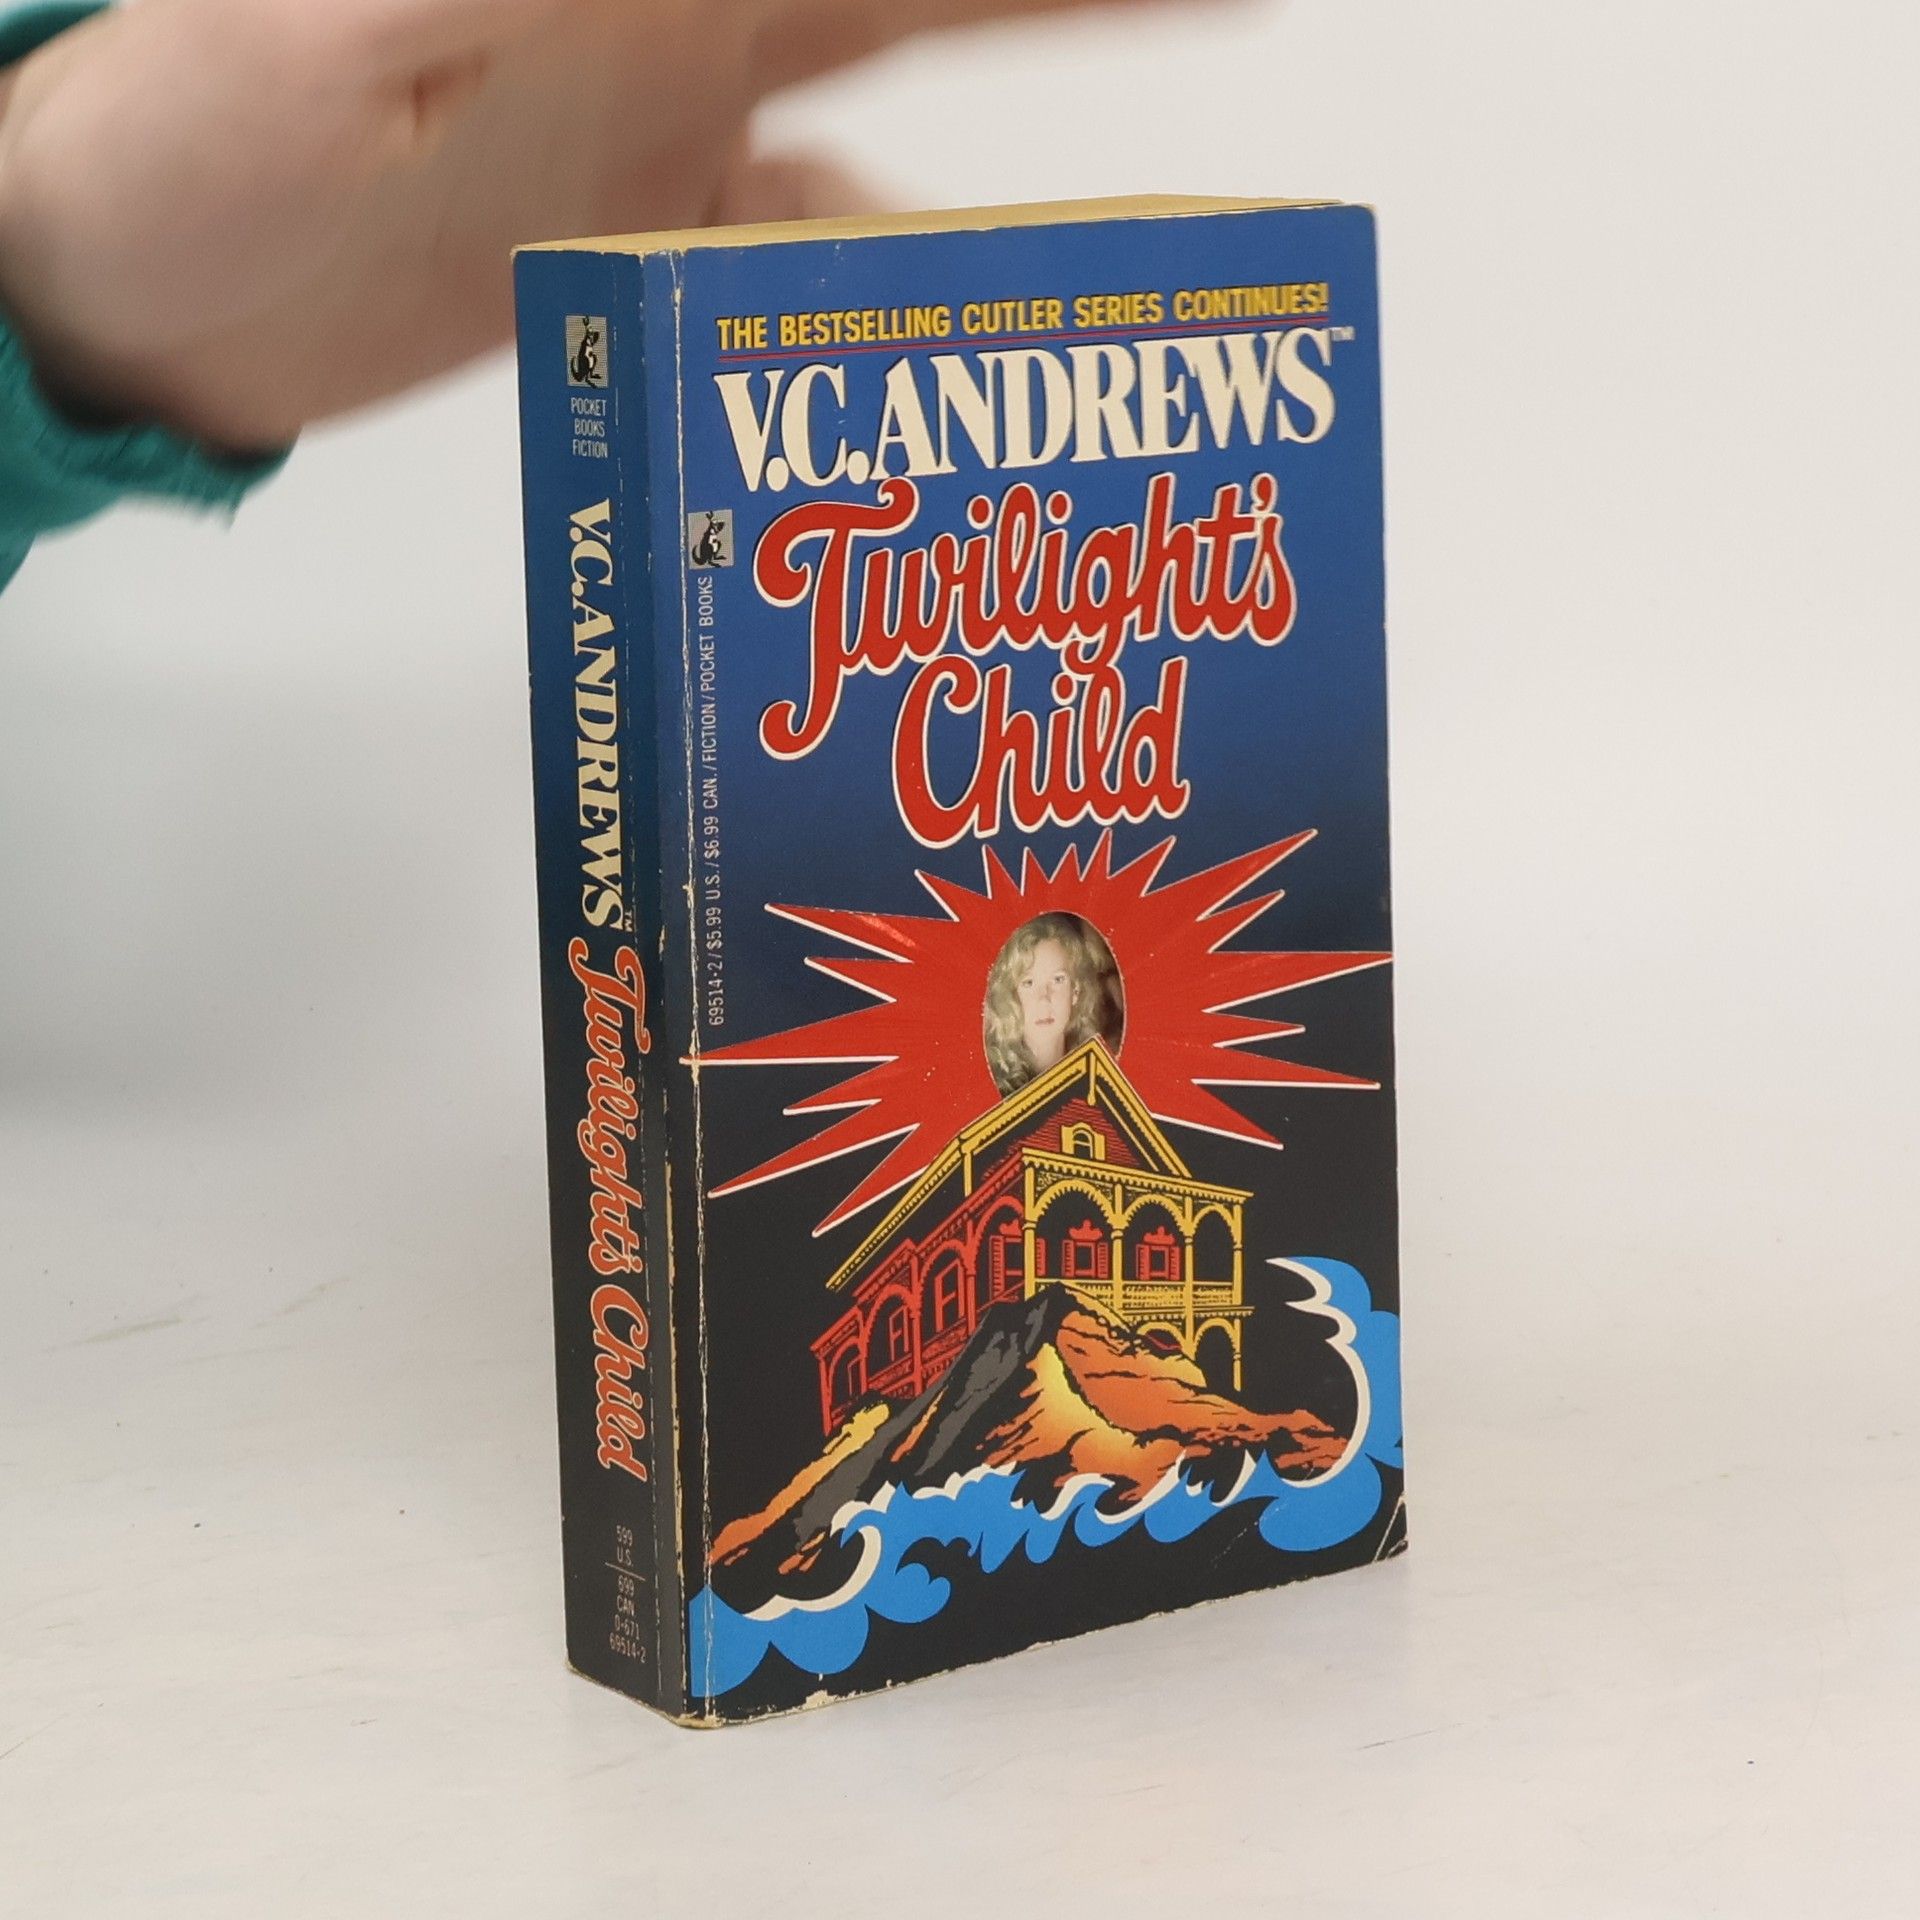 POCKET
BOOKS
FICTION
V.C. ANDREWS™ Twilight's Child
599
U.S.
699
CAN.
0-671
69514-2
THE BESTSELLING CUTLER SERIES CONTINUES!
V.C. ANDREWS™
Twilight's
Child
69514-2/$5.99 U.S./$6.99 CAN./FICTION/POCKET BOOKS